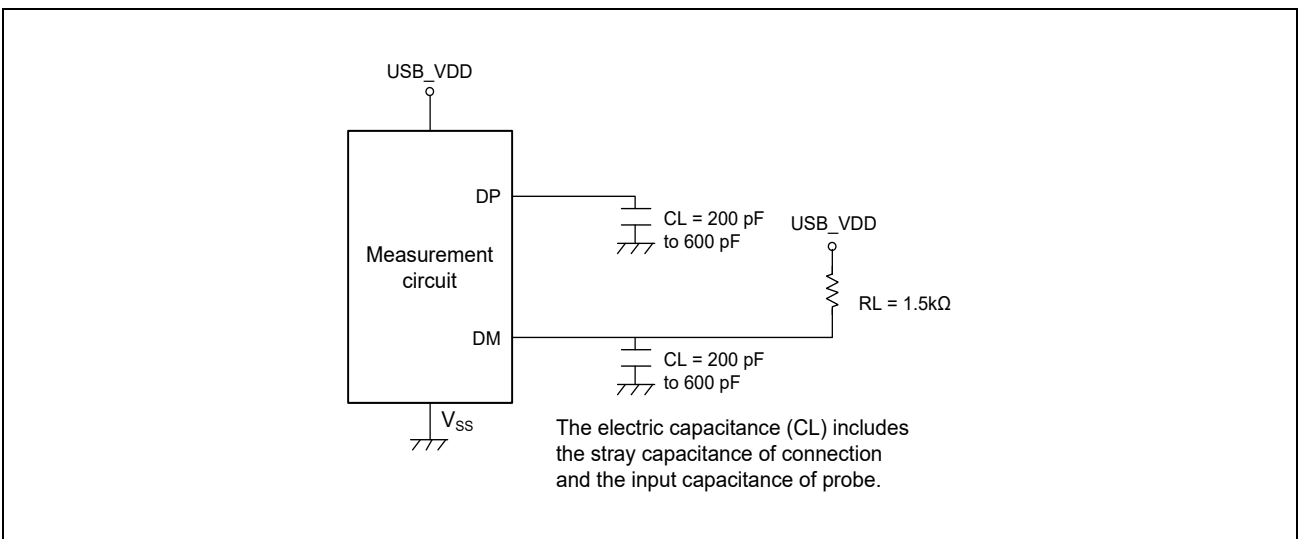 USB_VDD
DP
CL = 200 pF
to 600 pF
USB_VDD
Measurement
circuit
RL = 1.5kΩ
DM
CL = 200 pF
to 600 pF
VSS
The electric capacitance (CL) includes
the stray capacitance of connection
and the input capacitance of probe.